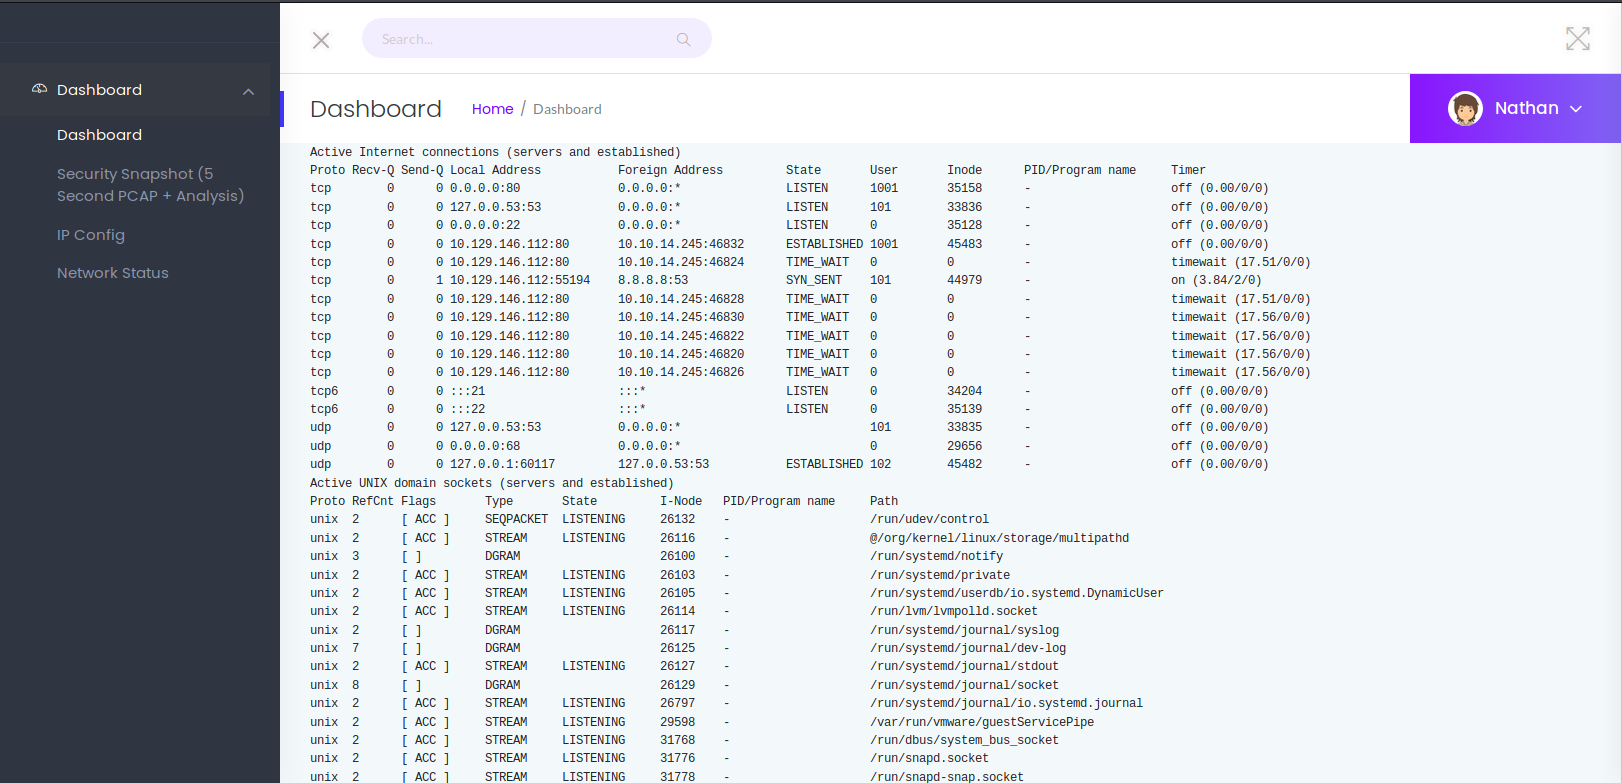 Search...
Dashboard
Dashboard
Security Snapshot (5
Second PCAP + Analysis)
IP Config
Network Status
Dashboard Home / Dashboard
Nathan
Active Internet connections (servers and established)
Proto Recv-Q Send-Q Local Address Foreign Address State User Inode PID/Program name Timer
tcp 0 0 0.0.0.0:80 0.0.0.0:* LISTEN 1001 35158 - off (0.00/0/0)
tcp 0 0 127.0.0.53:53 0.0.0.0:* LISTEN 101 33836 - off (0.00/0/0)
tcp 0 0 0.0.0.0:22 0.0.0.0:* LISTEN 0 35128 - off (0.00/0/0)
tcp 0 0 10.129.146.112:80 10.10.14.245:46832 ESTABLISHED 1001 45483 - off (0.00/0/0)
tcp 0 0 10.129.146.112:80 10.10.14.245:46824 TIME_WAIT 0 0 - timewait (17.51/0/0)
tcp 0 1 10.129.146.112:55194 8.8.8.8:53 SYN_SENT 101 44979 - on (3.84/2/0)
tcp 0 0 10.129.146.112:80 10.10.14.245:46828 TIME_WAIT 0 0 - timewait (17.51/0/0)
tcp 0 0 10.129.146.112:80 10.10.14.245:46830 TIME_WAIT 0 0 - timewait (17.56/0/0)
tcp 0 0 10.129.146.112:80 10.10.14.245:46822 TIME_WAIT 0 0 - timewait (17.56/0/0)
tcp 0 0 10.129.146.112:80 10.10.14.245:46820 TIME_WAIT 0 0 - timewait (17.56/0/0)
tcp 0 0 10.129.146.112:80 10.10.14.245:46826 TIME_WAIT 0 0 - timewait (17.56/0/0)
tcp6 0 0 :::21 :::* LISTEN 0 34204 - off (0.00/0/0)
tcp6 0 0 :::22 :::* LISTEN 0 35139 - off (0.00/0/0)
udp 0 0 127.0.0.53:53 0.0.0.0:* 101 33835 - off (0.00/0/0)
udp 0 0 0.0.0.0:68 0.0.0.0:* 0 29656 - off (0.00/0/0)
udp 0 0 127.0.0.1:60117 127.0.0.53:53 ESTABLISHED 102 45482 - off (0.00/0/0)
Active UNIX domain sockets (servers and established)
Proto RefCnt Flags Type State I-Node PID/Program name Path
unix 2 [ ACC ] SEQPACKET LISTENING 26132 - /run/udev/control
unix 2 [ ACC ] STREAM LISTENING 26116 - @/org/kernel/linux/storage/multipathd
unix 3 [ ] DGRAM 26100 - /run/systemd/notify
unix 2 [ ACC ] STREAM LISTENING 26103 - /run/systemd/private
unix 2 [ ACC ] STREAM LISTENING 26105 - /run/systemd/userdb/io.systemd.DynamicUser
unix 2 [ ACC ] STREAM LISTENING 26114 - /run/lvm/lvmpolld.socket
unix 2 [ ] DGRAM 26117 - /run/systemd/journal/syslog
unix 7 [ ] DGRAM 26125 - /run/systemd/journal/dev-log
unix 2 [ ACC ] STREAM LISTENING 26127 - /run/systemd/journal/stdout
unix 8 [ ] DGRAM 26129 - /run/systemd/journal/socket
unix 2 [ ACC ] STREAM LISTENING 26797 - /run/systemd/journal/io.systemd.journal
unix 2 [ ACC ] STREAM LISTENING 29598 - /var/run/vmware/guestServicePipe
unix 2 [ ACC ] STREAM LISTENING 31768 - /run/dbus/system_bus_socket
unix 2 [ ACC ] STREAM LISTENING 31776 - /run/snapd.socket
unix 2 [ ACC ] STREAM LISTENING 31778 - /run/snapd-snap.socket